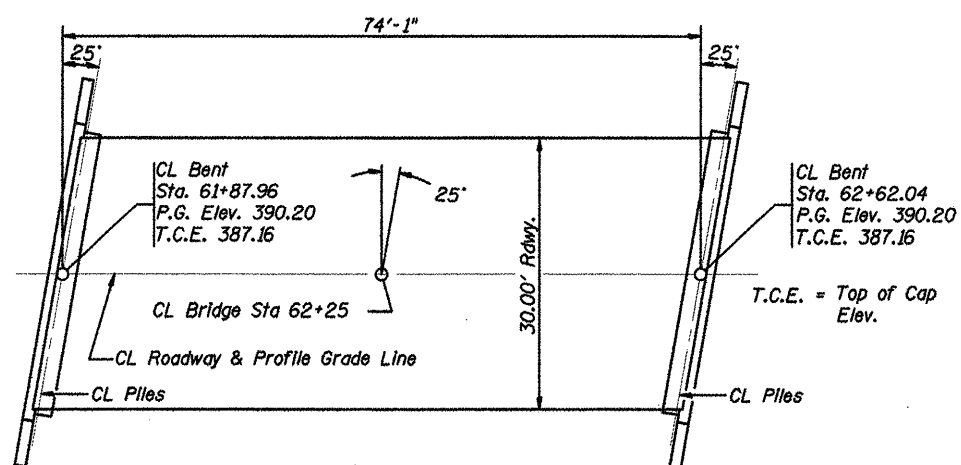 74'-1"
25°
25°
CL Bent
Sta. 61+87.96
P.G. Elev. 390.20
T.C.E. 387.16
25°
CL Bent
Sta. 62+62.04
P.G. Elev. 390.20
T.C.E. 387.16
30.00' Rdwy.
CL Bridge Sta 62+25
T.C.E. = Top of Cap
Elev.
CL Roadway & Profile Grade Line
CL Piles
CL Piles